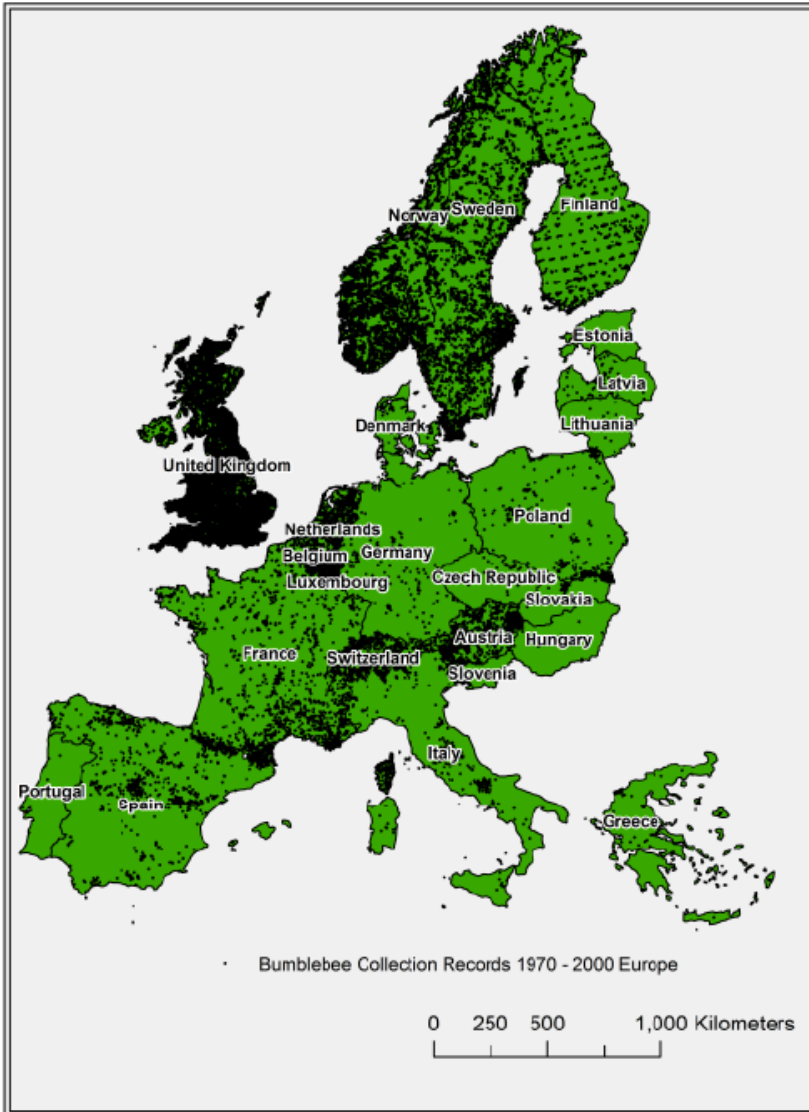 Norway
Sweden
Finland
Estonia
Latvia
Lithuania
Denmark
United Kingdom
Netherlands
Poland
Belgium
Germany
Luxembourg
Czech Republic
Slovakia
France
Switzerland
Austria
Hungary
Slovenia
Italy
Portugal
Spain
Greece
Bumblebee Collection Records 1970 - 2000 Europe
0 250 500 1,000 Kilometers